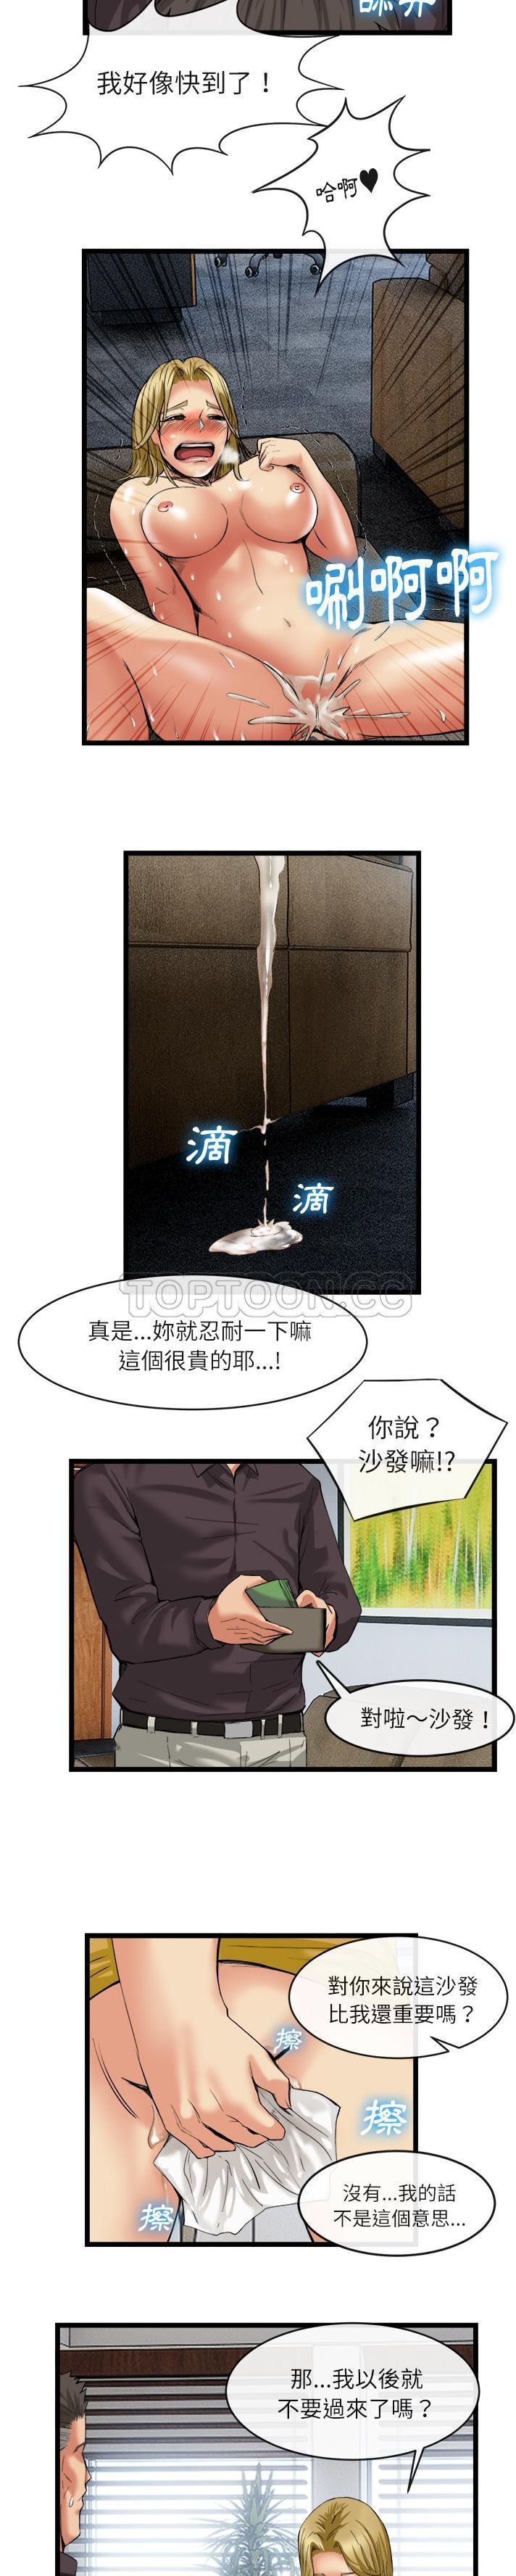 我好像快到了！
哈啊♥
唰啊啊
滴
滴
TOPTOON.CC
真是...妳就忍耐一下嘛
這個很貴的耶...!
你說？
沙發嘛!?
對啦～沙發！
對你來說這沙發
比我還重要嗎？
擦
擦
擦
沒有...我的話
不是這個意思...
那...我以後就
不要過來了嗎？